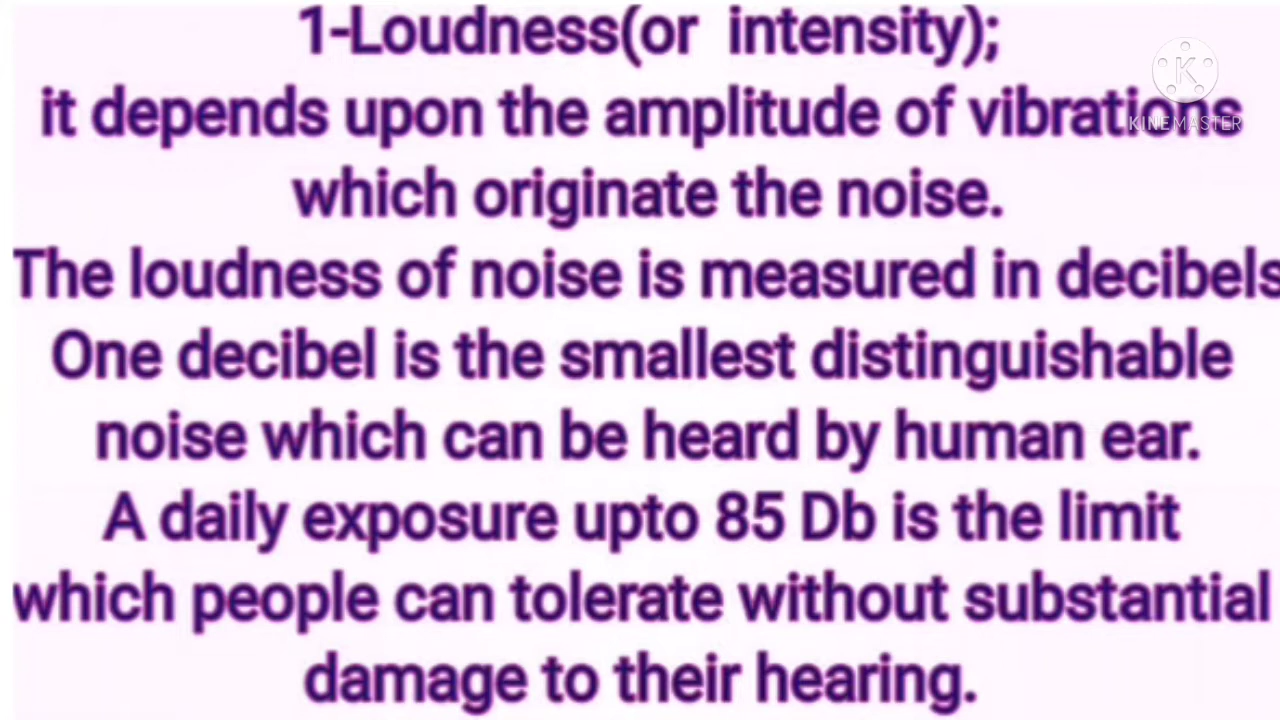 1-Loudness(or intensity);
it depends upon the amplitude of vibrations
which originate the noise.
The loudness of noise is measured in decibels
One decibel is the smallest distinguishable
noise which can be heard by human ear.
A daily exposure upto 85 Db is the limit
which people can tolerate without substantial
damage to their hearing.
K
KINEMASTER